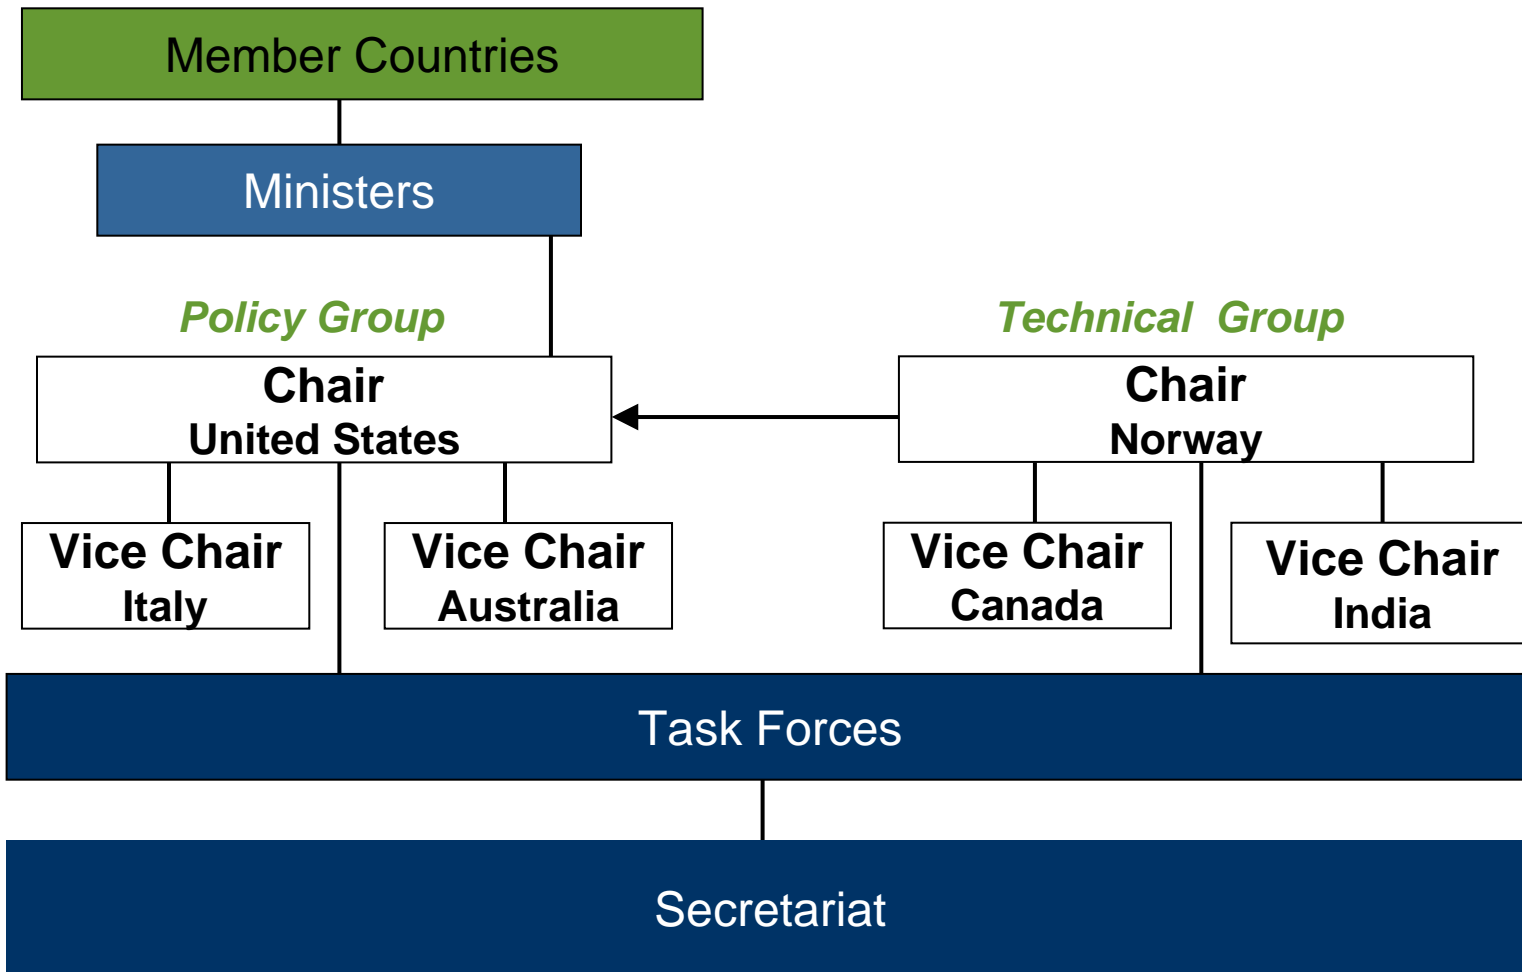 Member Countries
Ministers
Policy Group
Technical Group
Chair
United States
Chair
Norway
Vice Chair
Italy
Vice Chair
Australia
Vice Chair
Canada
Vice Chair
India
Task Forces
Secretariat